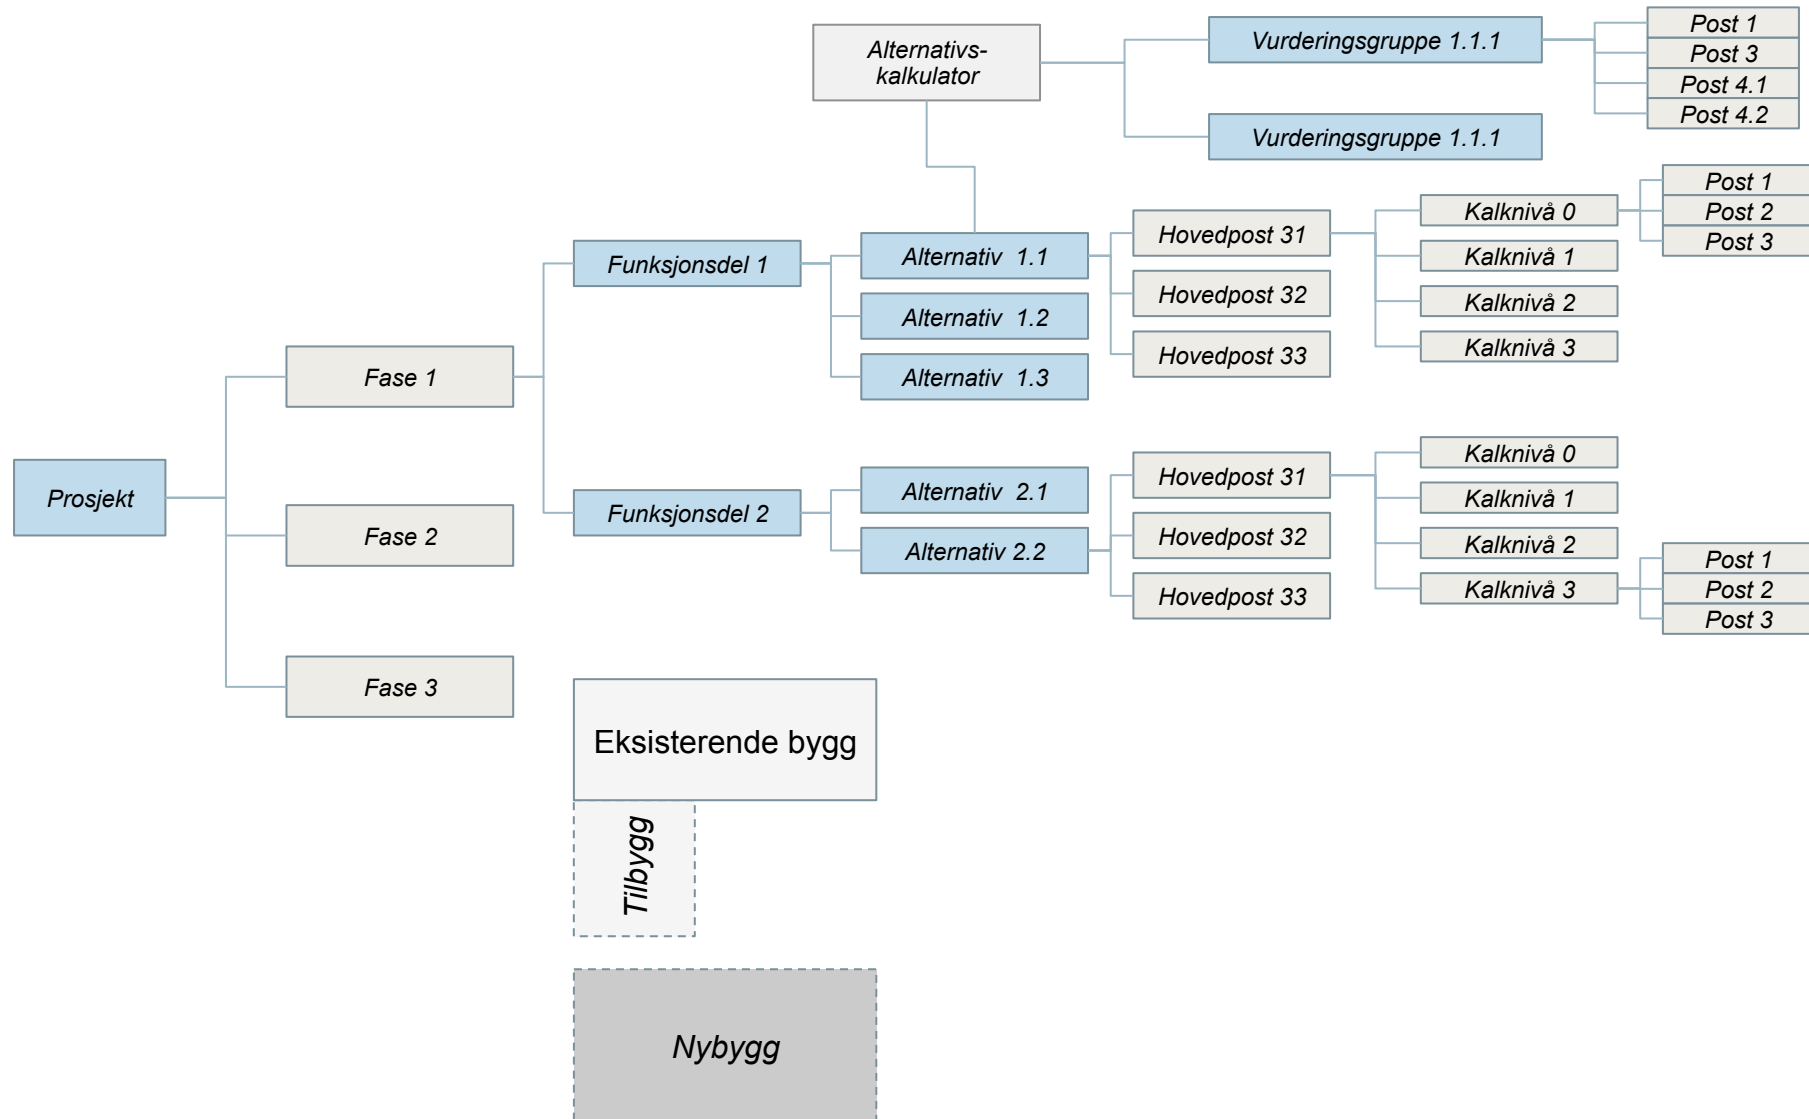 Alternativs-
kalkulator
Vurderingsgruppe 1.1.1
Post 1
Post 3
Post 4.1
Post 4.2
Vurderingsgruppe 1.1.1
Prosjekt
Fase 1
Fase 2
Fase 3
Funksjonsdel 1
Alternativ 1.1
Alternativ 1.2
Alternativ 1.3
Hovedpost 31
Hovedpost 32
Hovedpost 33
Kalknivå 0
Kalknivå 1
Kalknivå 2
Kalknivå 3
Post 1
Post 2
Post 3
Funksjonsdel 2
Alternativ 2.1
Alternativ 2.2
Hovedpost 31
Hovedpost 32
Hovedpost 33
Kalknivå 0
Kalknivå 1
Kalknivå 2
Kalknivå 3
Post 1
Post 2
Post 3
Eksisterende bygg
Tilbygg
Nybygg